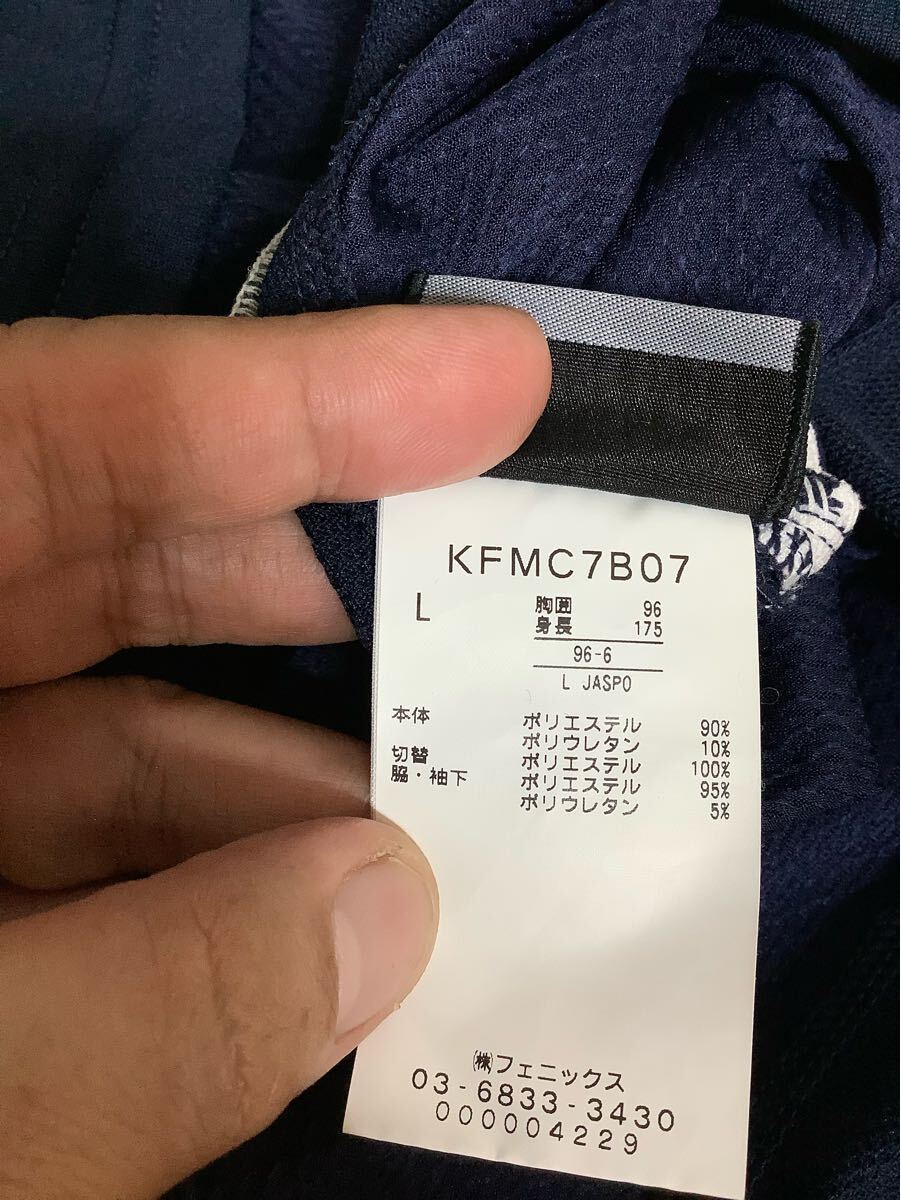 KFMC7B07
L 胸囲 96
身長 175
96-6
L JASPO
本体 ポリエステル 90%
ポリウレタン 10%
切替 ポリエステル 100%
脇・袖下 ポリエステル 95%
ポリウレタン 5%
㈱フェニックス
03-6833-3430
000004229